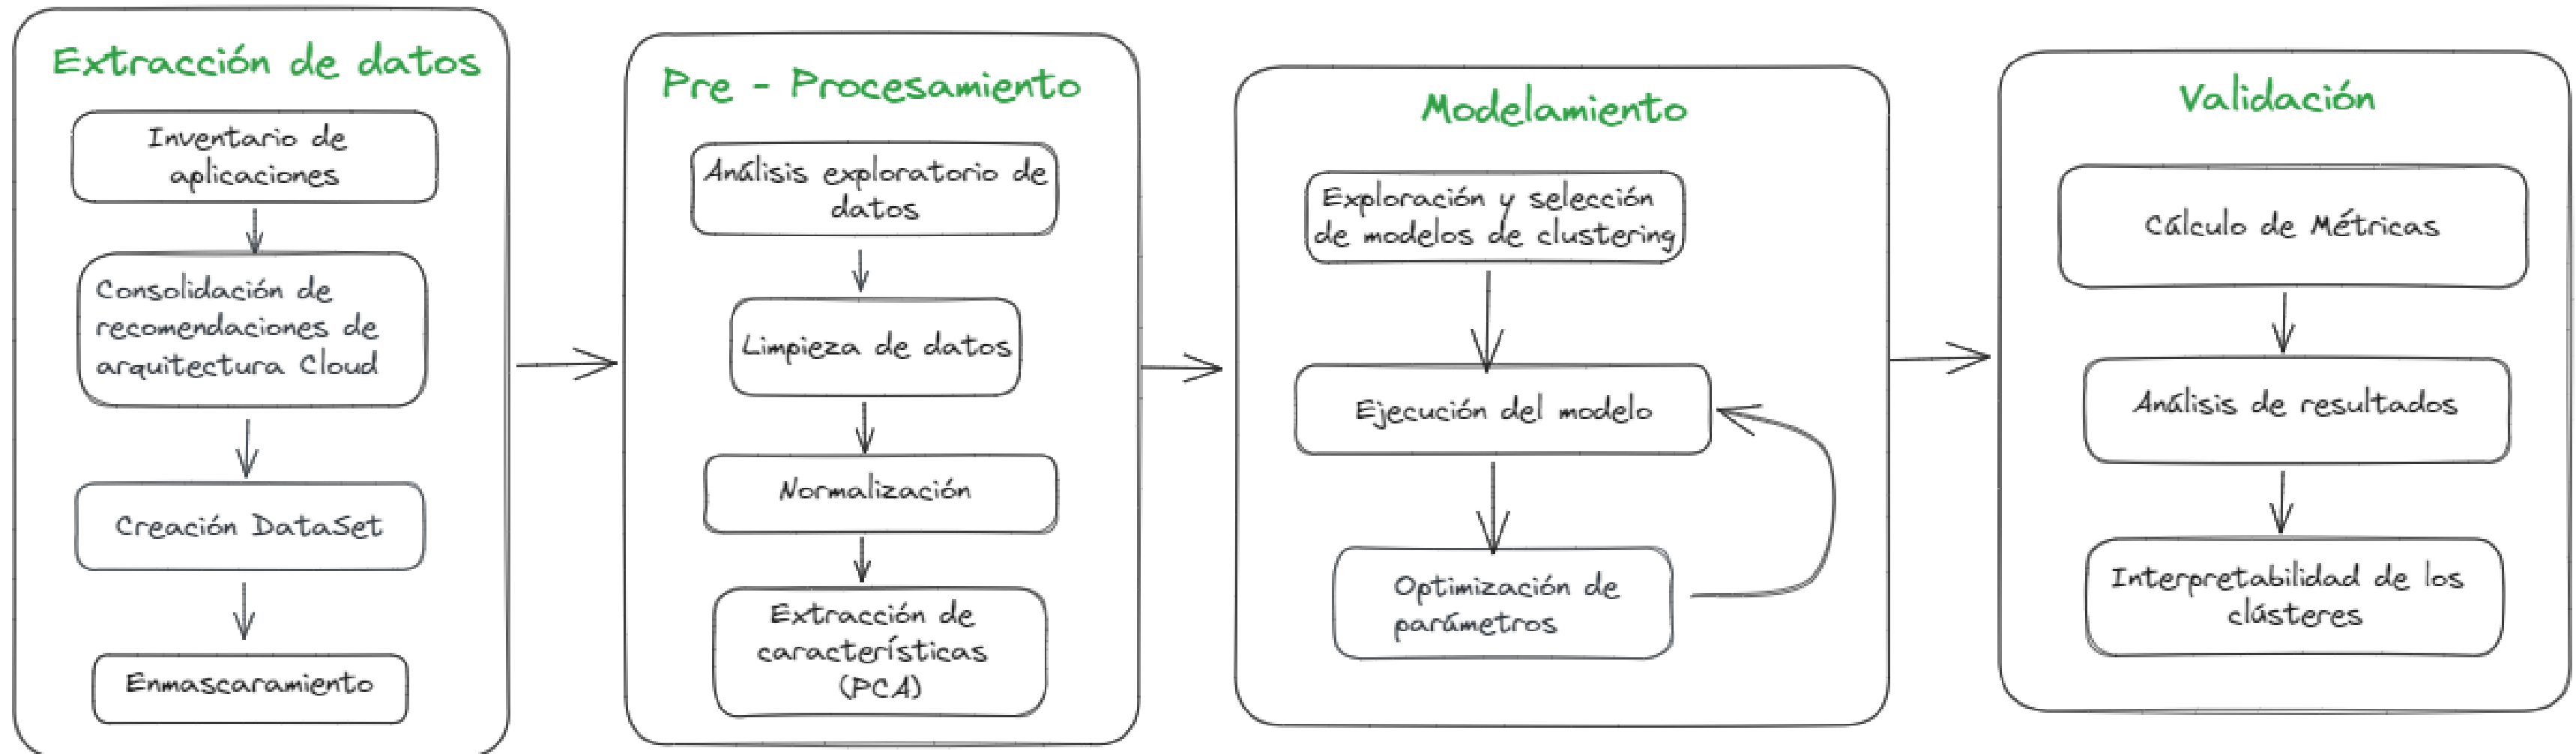 Extracción de datos
Inventario de
aplicaciones
Consolidación de
recomendaciones de
arquitectura Cloud
Creación DataSet
Enmascaramiento
Pre - Procesamiento
Análisis exploratorio de
datos
Limpieza de datos
Normalización
Extracción de
características
(PCA)
Modelamiento
Exploración y selección
de modelos de clustering
Ejecución del modelo
Optimización de
parámetros
Validación
Cálculo de Métricas
Análisis de resultados
Interpretabilidad de los
clústeres